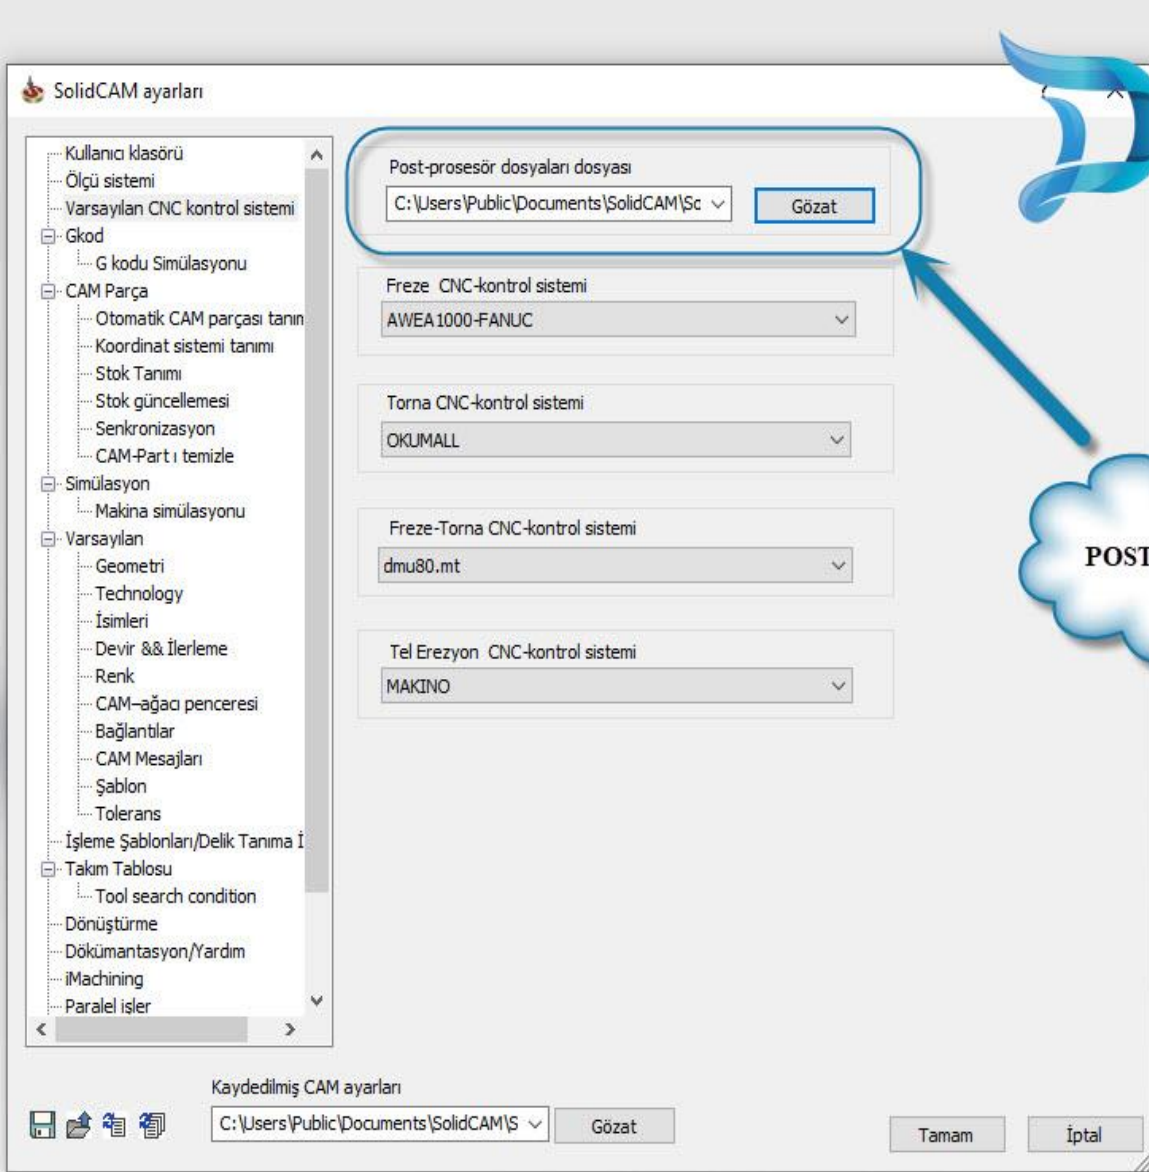 SolidCAM ayarları
Kullanıcı klasörü
Ölçü sistemi
Varsayılan CNC kontrol sistemi
Gkod
G kodu Simülasyonu
CAM Parça
Otomatik CAM parçası tanım
Koordinat sistemi tanımı
Stok Tanımı
Stok güncellemesi
Senkronizasyon
CAM-Part ı temizle
Simülasyon
Makina simülasyonu
Varsayılan
Geometri
Technology
İsimleri
Devir && İlerleme
Renk
CAM–ağacı penceresi
Bağlantılar
CAM Mesajları
Şablon
Tolerans
İşleme Şablonları/Delik Tanıma İ
Takım Tablosu
Tool search condition
Dönüştürme
Dökümantasyon/Yardım
iMachining
Paralel işler
Post-prosesör dosyaları dosyası
C:\Users\Public\Documents\SolidCAM\Sc
Gözat
Freze CNC-kontrol sistemi
AWEA1000-FANUC
Torna CNC-kontrol sistemi
OKUMALL
Freze-Torna CNC-kontrol sistemi
dmu80.mt
Tel Erezyon CNC-kontrol sistemi
MAKINO
POST
Kaydedilmiş CAM ayarları
C:\Users\Public\Documents\SolidCAM\S
Gözat
Tamam
İptal